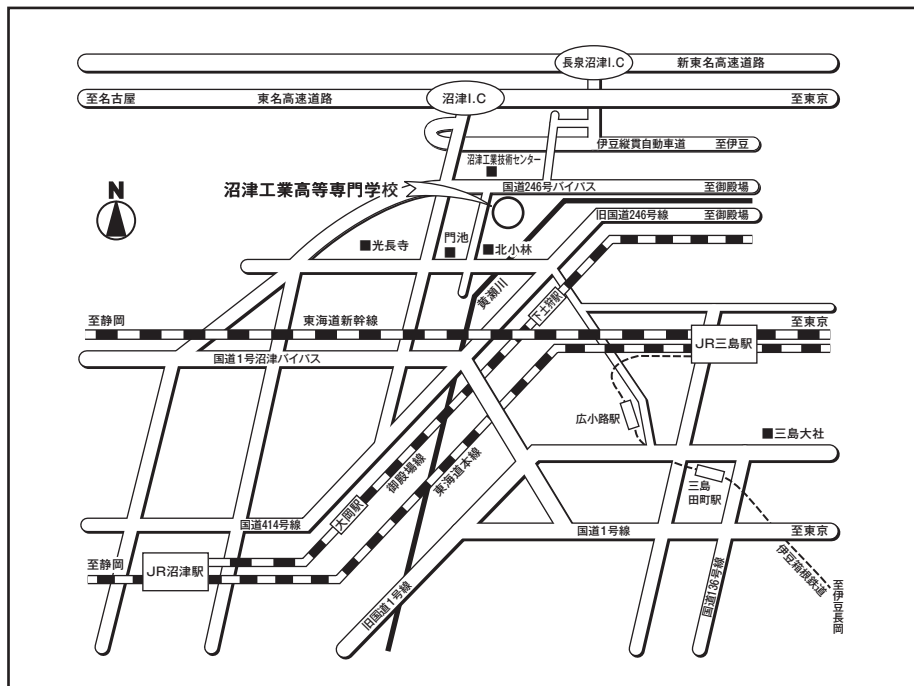 長泉沼津I.C
新東名高速道路
至名古屋
東名高速道路
沼津I.C
至東京
伊豆縦貫自動車道
至伊豆
沼津工業技術センター
沼津工業高等専門学校
国道246号バイパス
至御殿場
N
旧国道246号線
至御殿場
■光長寺
門池
■北小林
黄瀬川
下土狩駅
至静岡
東海道新幹線
至東京
JR三島駅
国道1号沼津バイパス
広小路駅
■三島大社
御殿場線
東海道本線
三島
田町駅
大岡駅
国道414号線
国道1号線
至東京
至静岡
JR沼津駅
旧国道1号線
国道136号線
伊豆箱根鉄道
至伊豆長岡